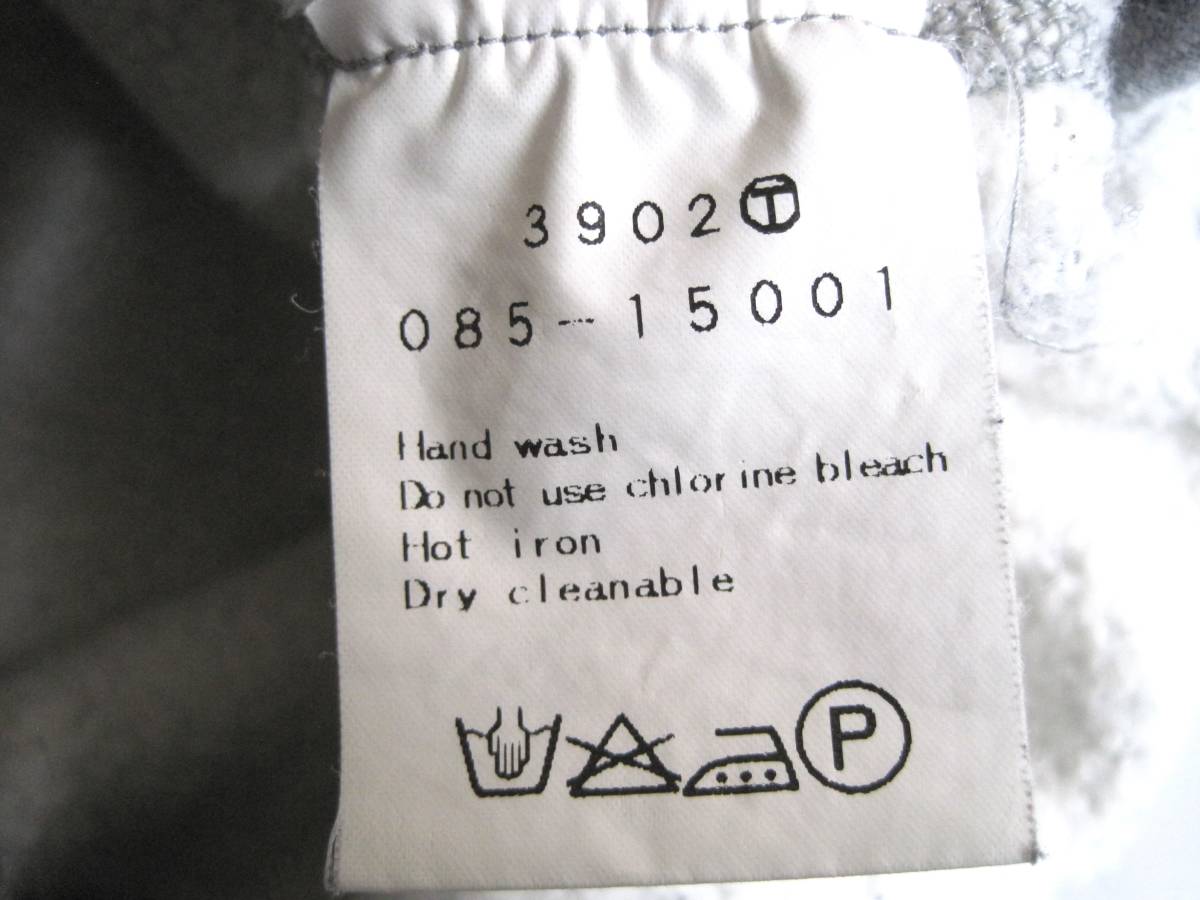 3902Ⓣ
085-15001
Hand wash
Do not use chlorine bleach
Hot iron
Dry cleanable
P